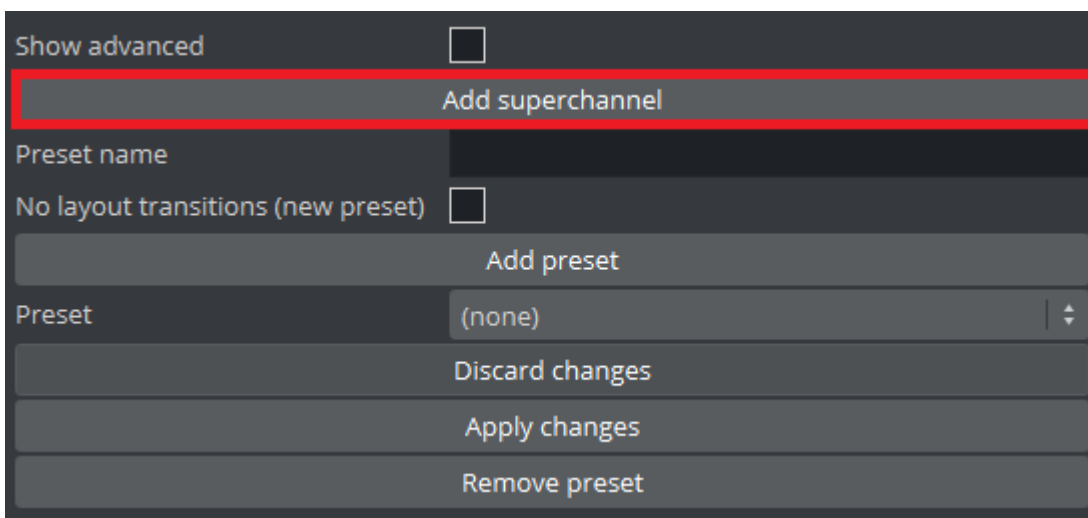 Show advanced
Add superchannel
Preset name
No layout transitions (new preset)
Add preset
Preset (none)
Discard changes
Apply changes
Remove preset